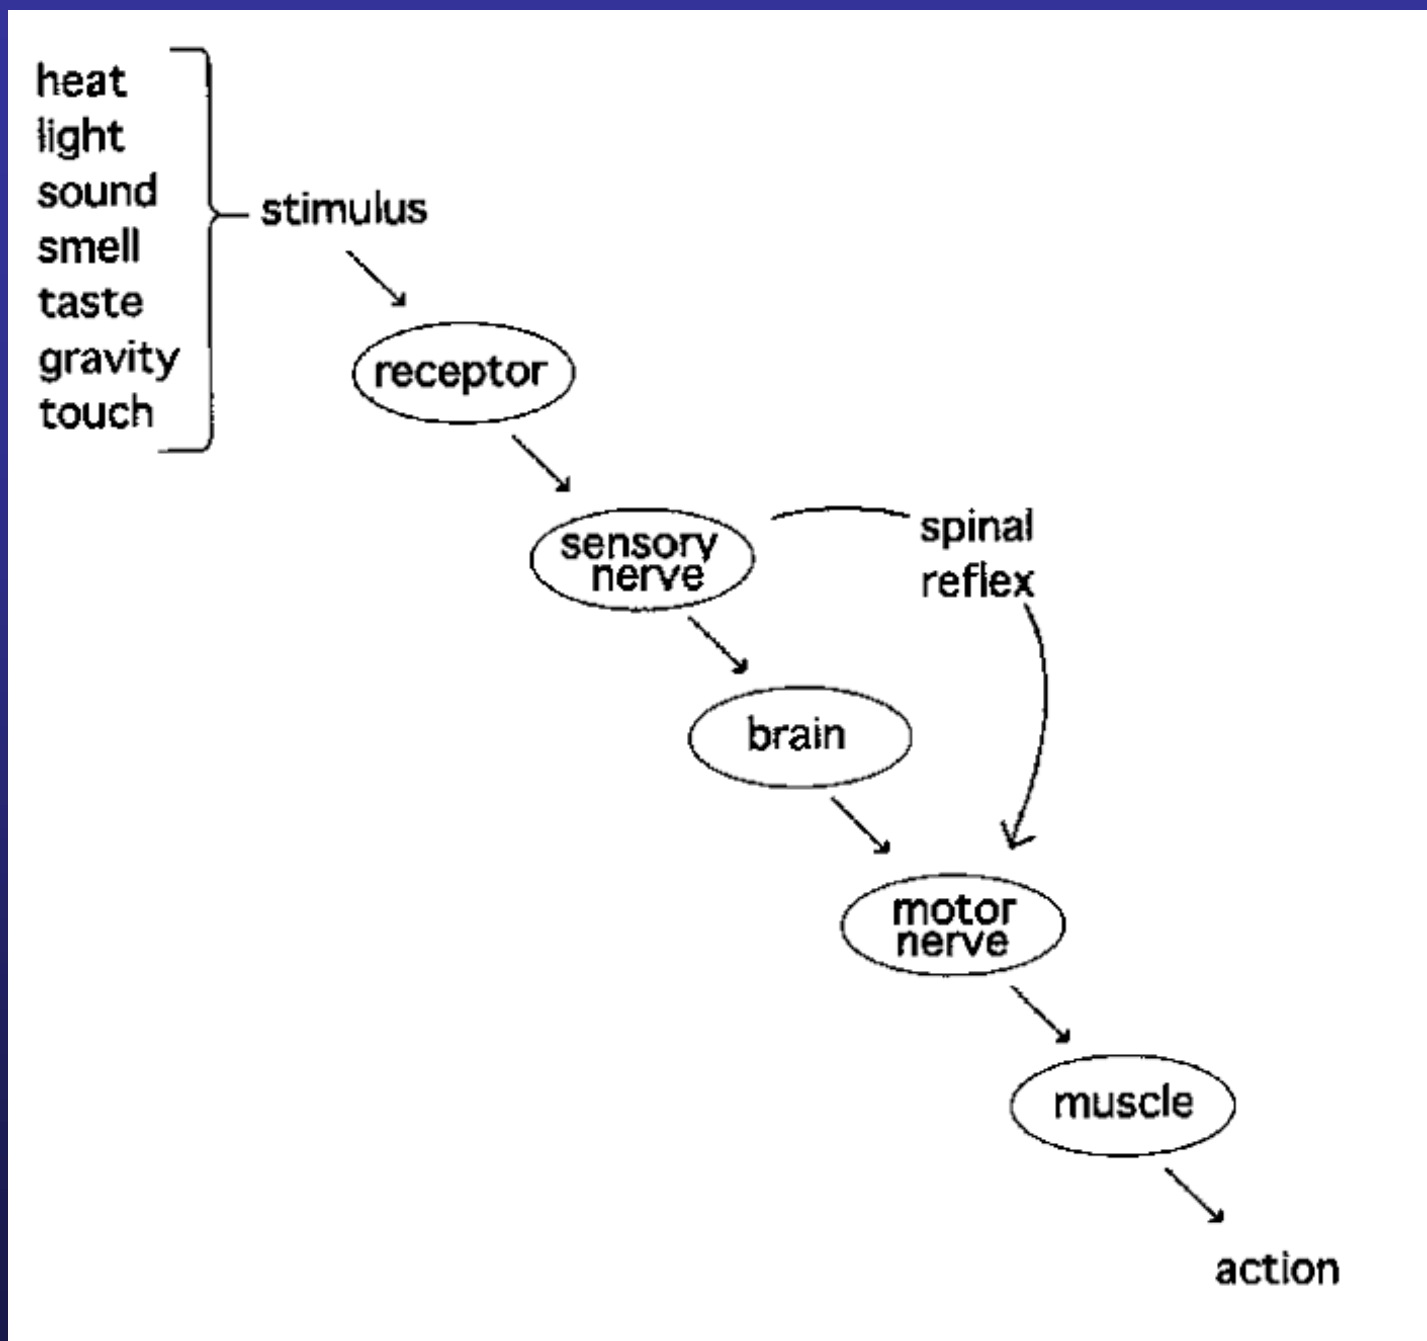 heat
light
sound
smell
taste
gravity
touch
stimulus
receptor
sensory
nerve
spinal
reflex
brain
motor
nerve
muscle
action